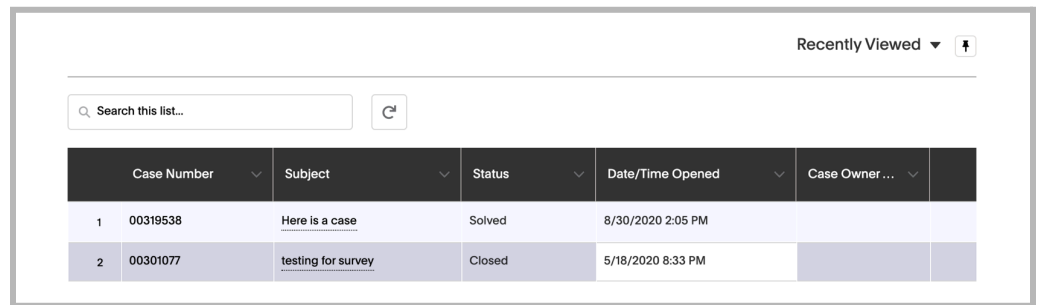 Recently Viewed
Search this list...
Case Number Subject Status Date/Time Opened Case Owner ...
1 00319538 Here is a case Solved 8/30/2020 2:05 PM
2 00301077 testing for survey Closed 5/18/2020 8:33 PM